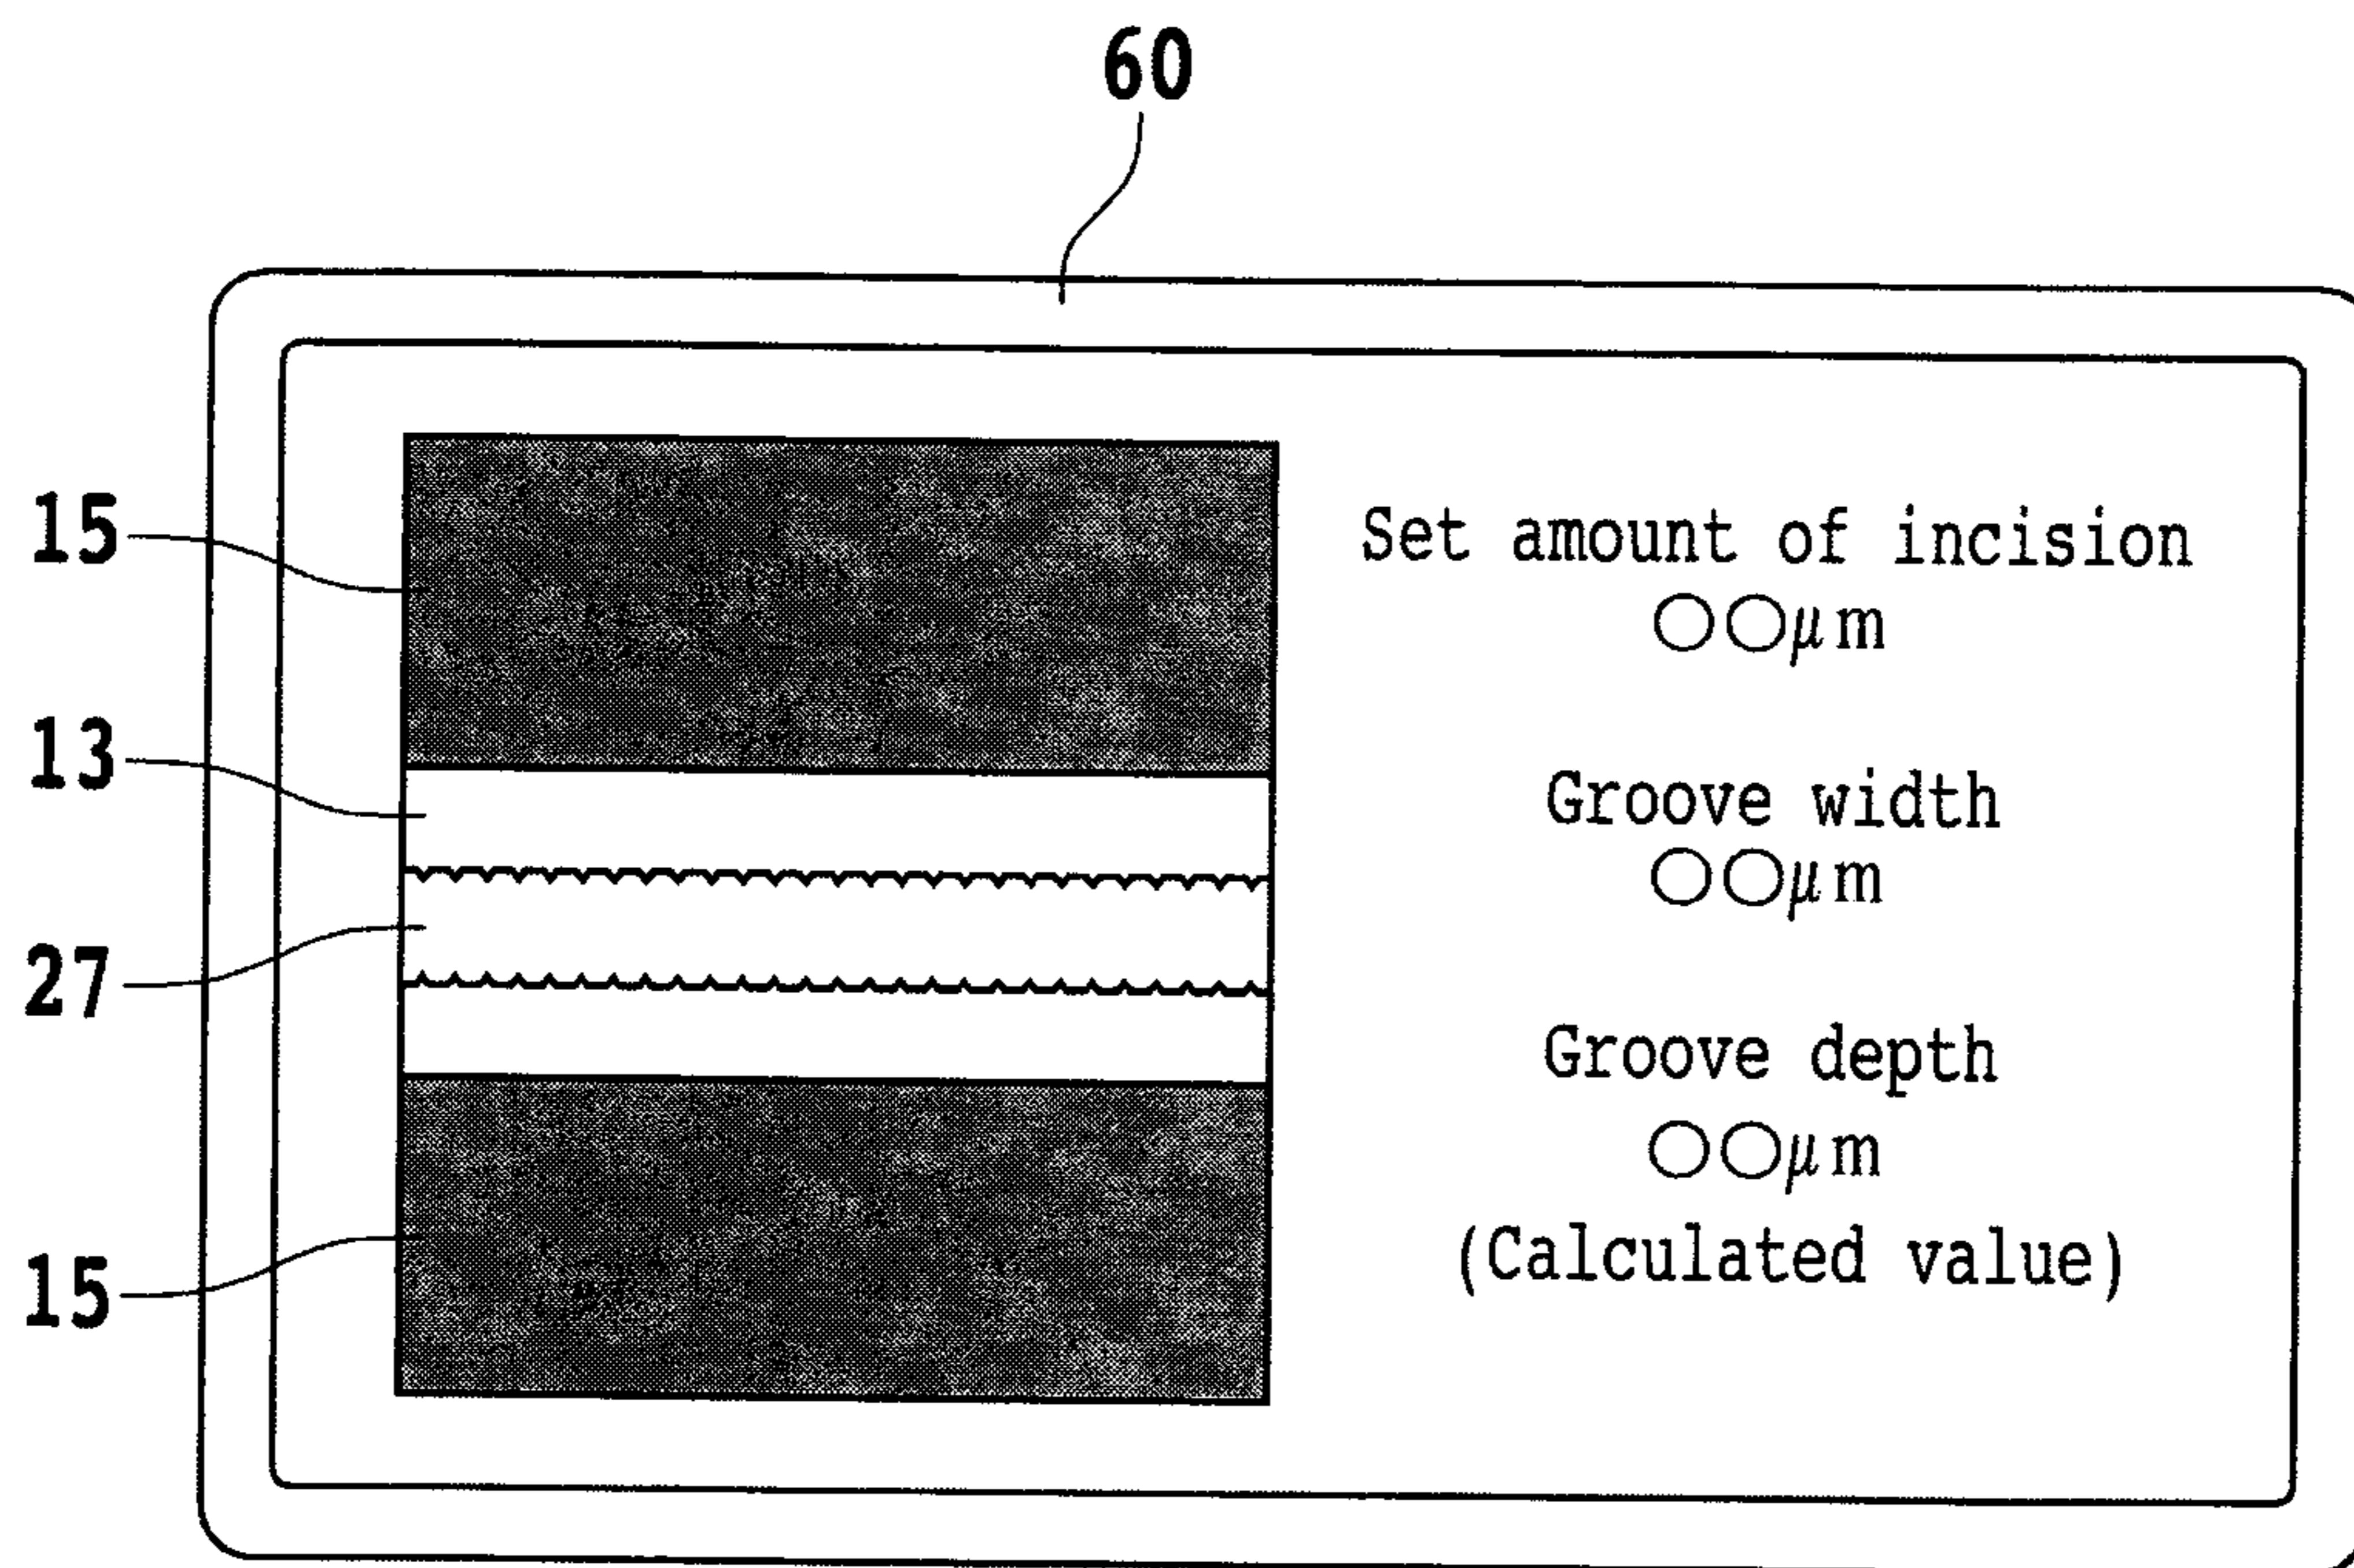 60
15
13
27
15
Set amount of incision
○○μm
Groove width
○○μm
Groove depth
○○μm
(Calculated value)